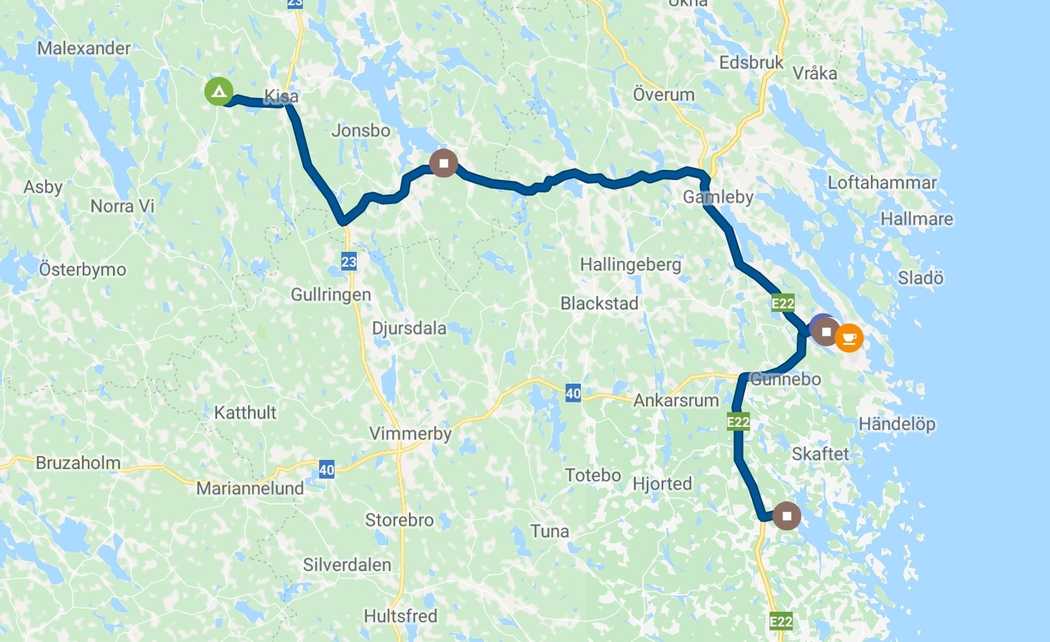 Ukna
23
Malexander
Edsbruk
Vråka
Kisa
Överum
Jonsbo
Asby
Norra Vi
Gamleby
Loftahammar
Hallmare
23
Österbymo
Hallingeberg
Sladö
Gullringen
Blackstad
E22
Djursdala
Gunnebo
40
Ankarsrum
Katthult
E22
Händelöp
Vimmerby
Skaftet
Bruzaholm
40
Mariannelund
Totebo
Hjorted
Storebro
Tuna
Silverdalen
Hultsfred
E22